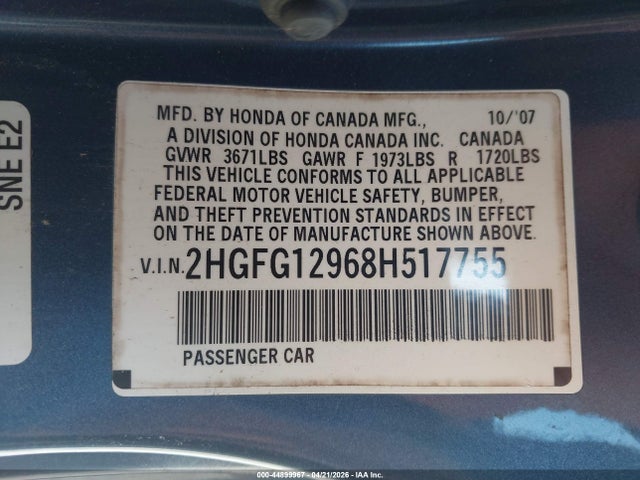 SNE E2
MFD. BY HONDA OF CANADA MFG., 10/'07
A DIVISION OF HONDA CANADA INC. CANADA
GVWR 3671LBS GAWR F 1973LBS R 1720LBS
THIS VEHICLE CONFORMS TO ALL APPLICABLE
FEDERAL MOTOR VEHICLE SAFETY, BUMPER,
AND THEFT PREVENTION STANDARDS IN EFFECT
ON THE DATE OF MANUFACTURE SHOWN ABOVE.
V.I.N. 2HGFG12968H517755
PASSENGER CAR
000-44899967 - 04/21/2026 - IAA Inc.